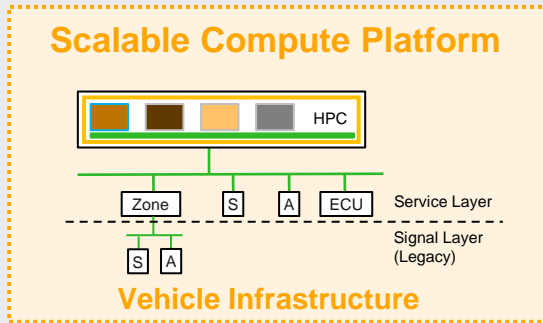 Scalable Compute Platform
HPC
Zone S A ECU Service Layer
Signal Layer
(Legacy)
S A
Vehicle Infrastructure